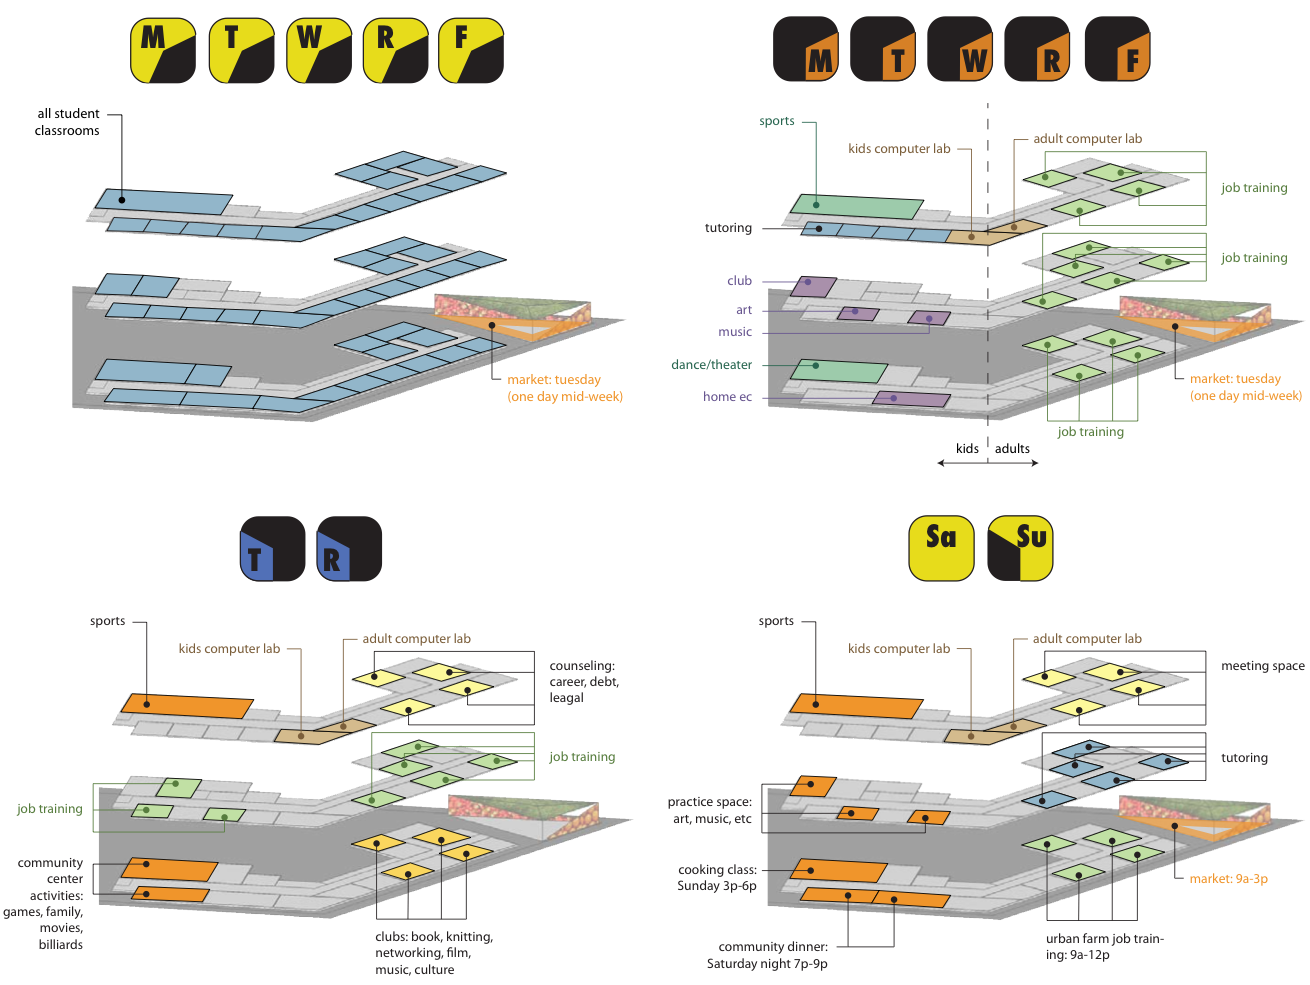 M T W R F
all student
classrooms
market: tuesday
(one day mid-week)
M T W R F
sports
kids computer lab
adult computer lab
job training
tutoring
job training
club
art
music
dance/theater
home ec
market: tuesday
(one day mid-week)
job training
kids adults
T R
sports
kids computer lab
adult computer lab
counseling:
career, debt,
leagal
job training
job training
community
center
activities:
games, family,
movies,
billiards
clubs: book, knitting,
networking, film,
music, culture
Sa Su
sports
kids computer lab
adult computer lab
meeting space
tutoring
practice space:
art, music, etc
cooking class:
Sunday 3p-6p
market: 9a-3p
community dinner:
Saturday night 7p-9p
urban farm job train-
ing: 9a-12p